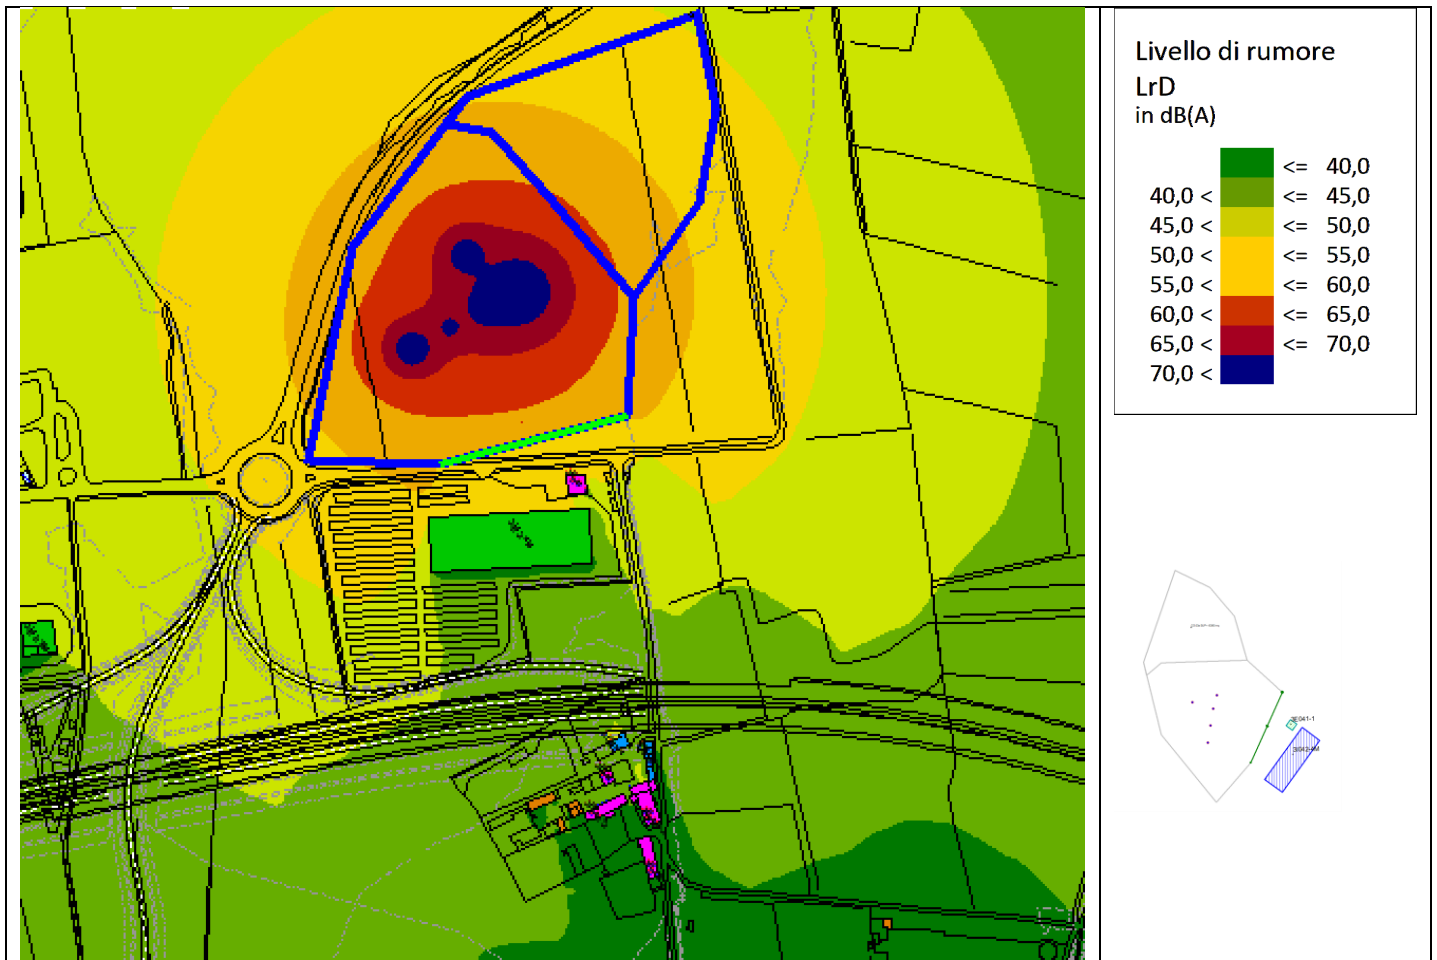 Livello di rumore
LrD
in dB(A)
<= 40,0
40,0 < <= 45,0
45,0 < <= 50,0
50,0 < <= 55,0
55,0 < <= 60,0
60,0 < <= 65,0
65,0 < <= 70,0
70,0 <